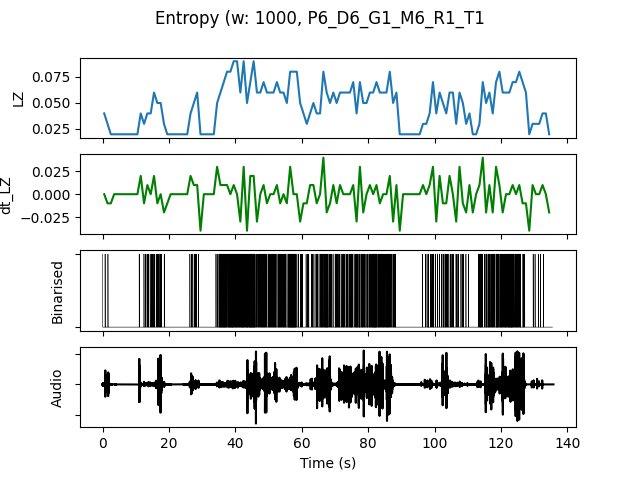 Entropy (w: 1000, P6_D6_G1_M6_R1_T1
LZ
0.075
0.050
0.025
dt_LZ
0.025
0.000
−0.025
Binarised
Audio
0 20 40 60 80 100 120 140
Time (s)